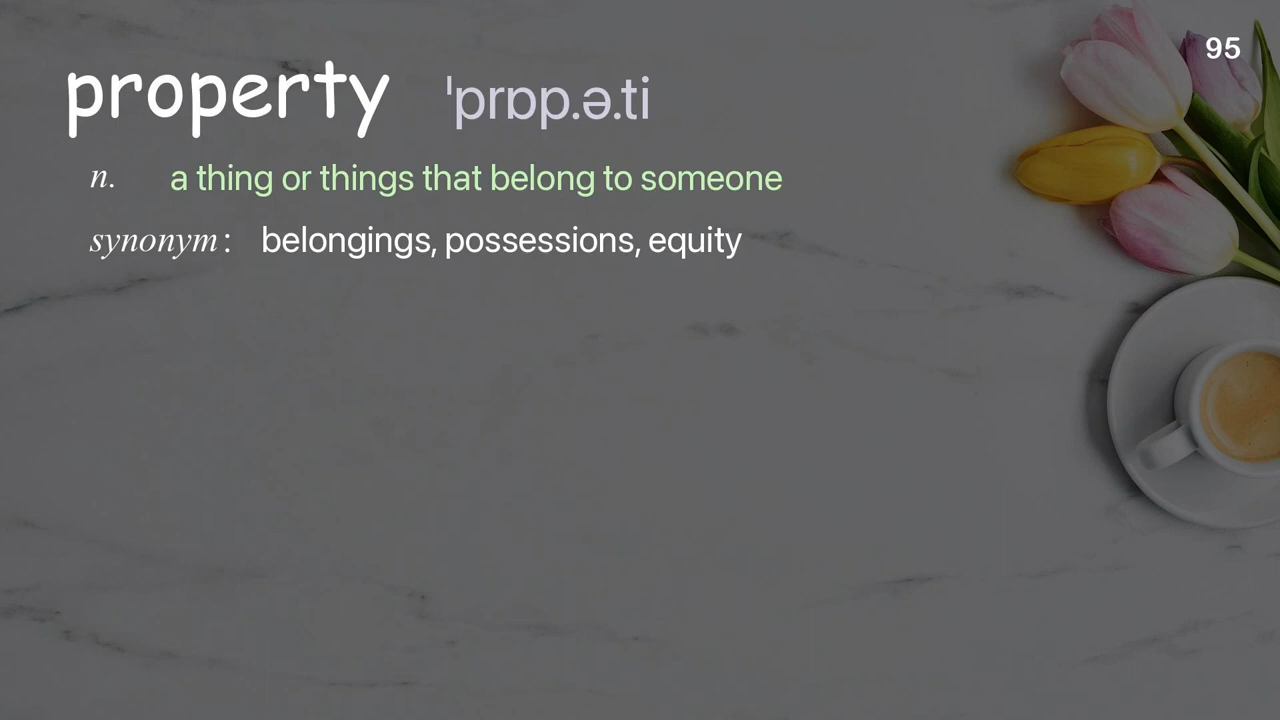 95
property ˈprɒp.ə.ti
n. a thing or things that belong to someone
synonym: belongings, possessions, equity